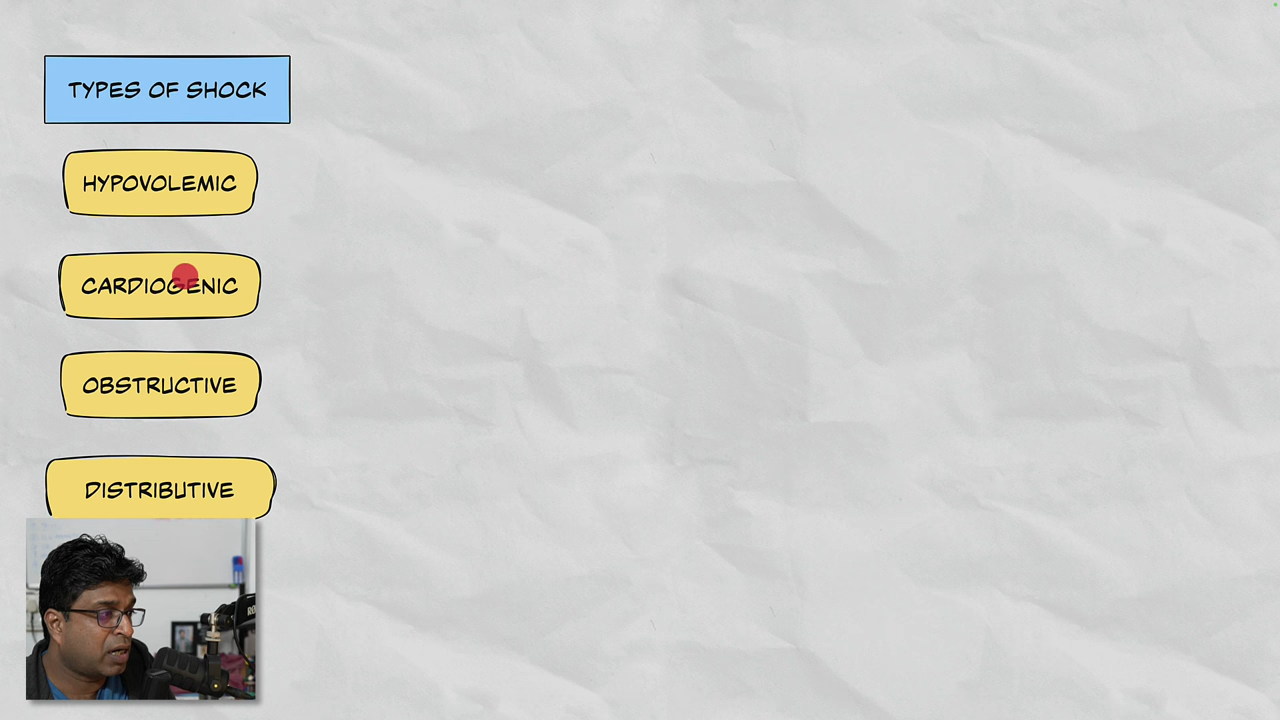 TYPES OF SHOCK
HYPOVOLEMIC
CARDIOGENIC
OBSTRUCTIVE
DISTRIBUTIVE